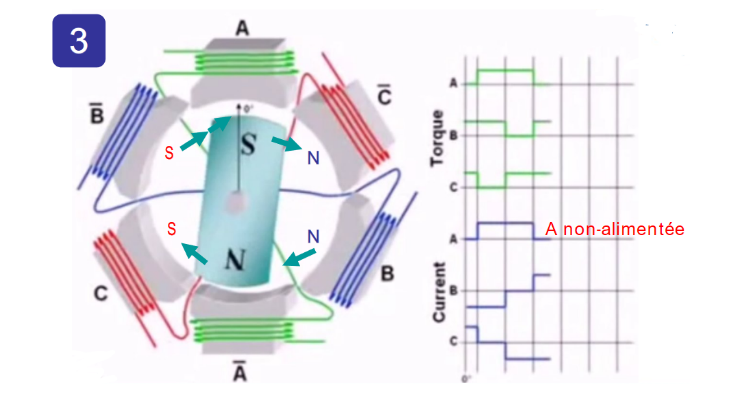 3
A
B̅
C̅
0°
S
S
N
S
N
N
C
B
A̅
Torque
A
B
C
Current
A
A non-alimentée
B
C
0°